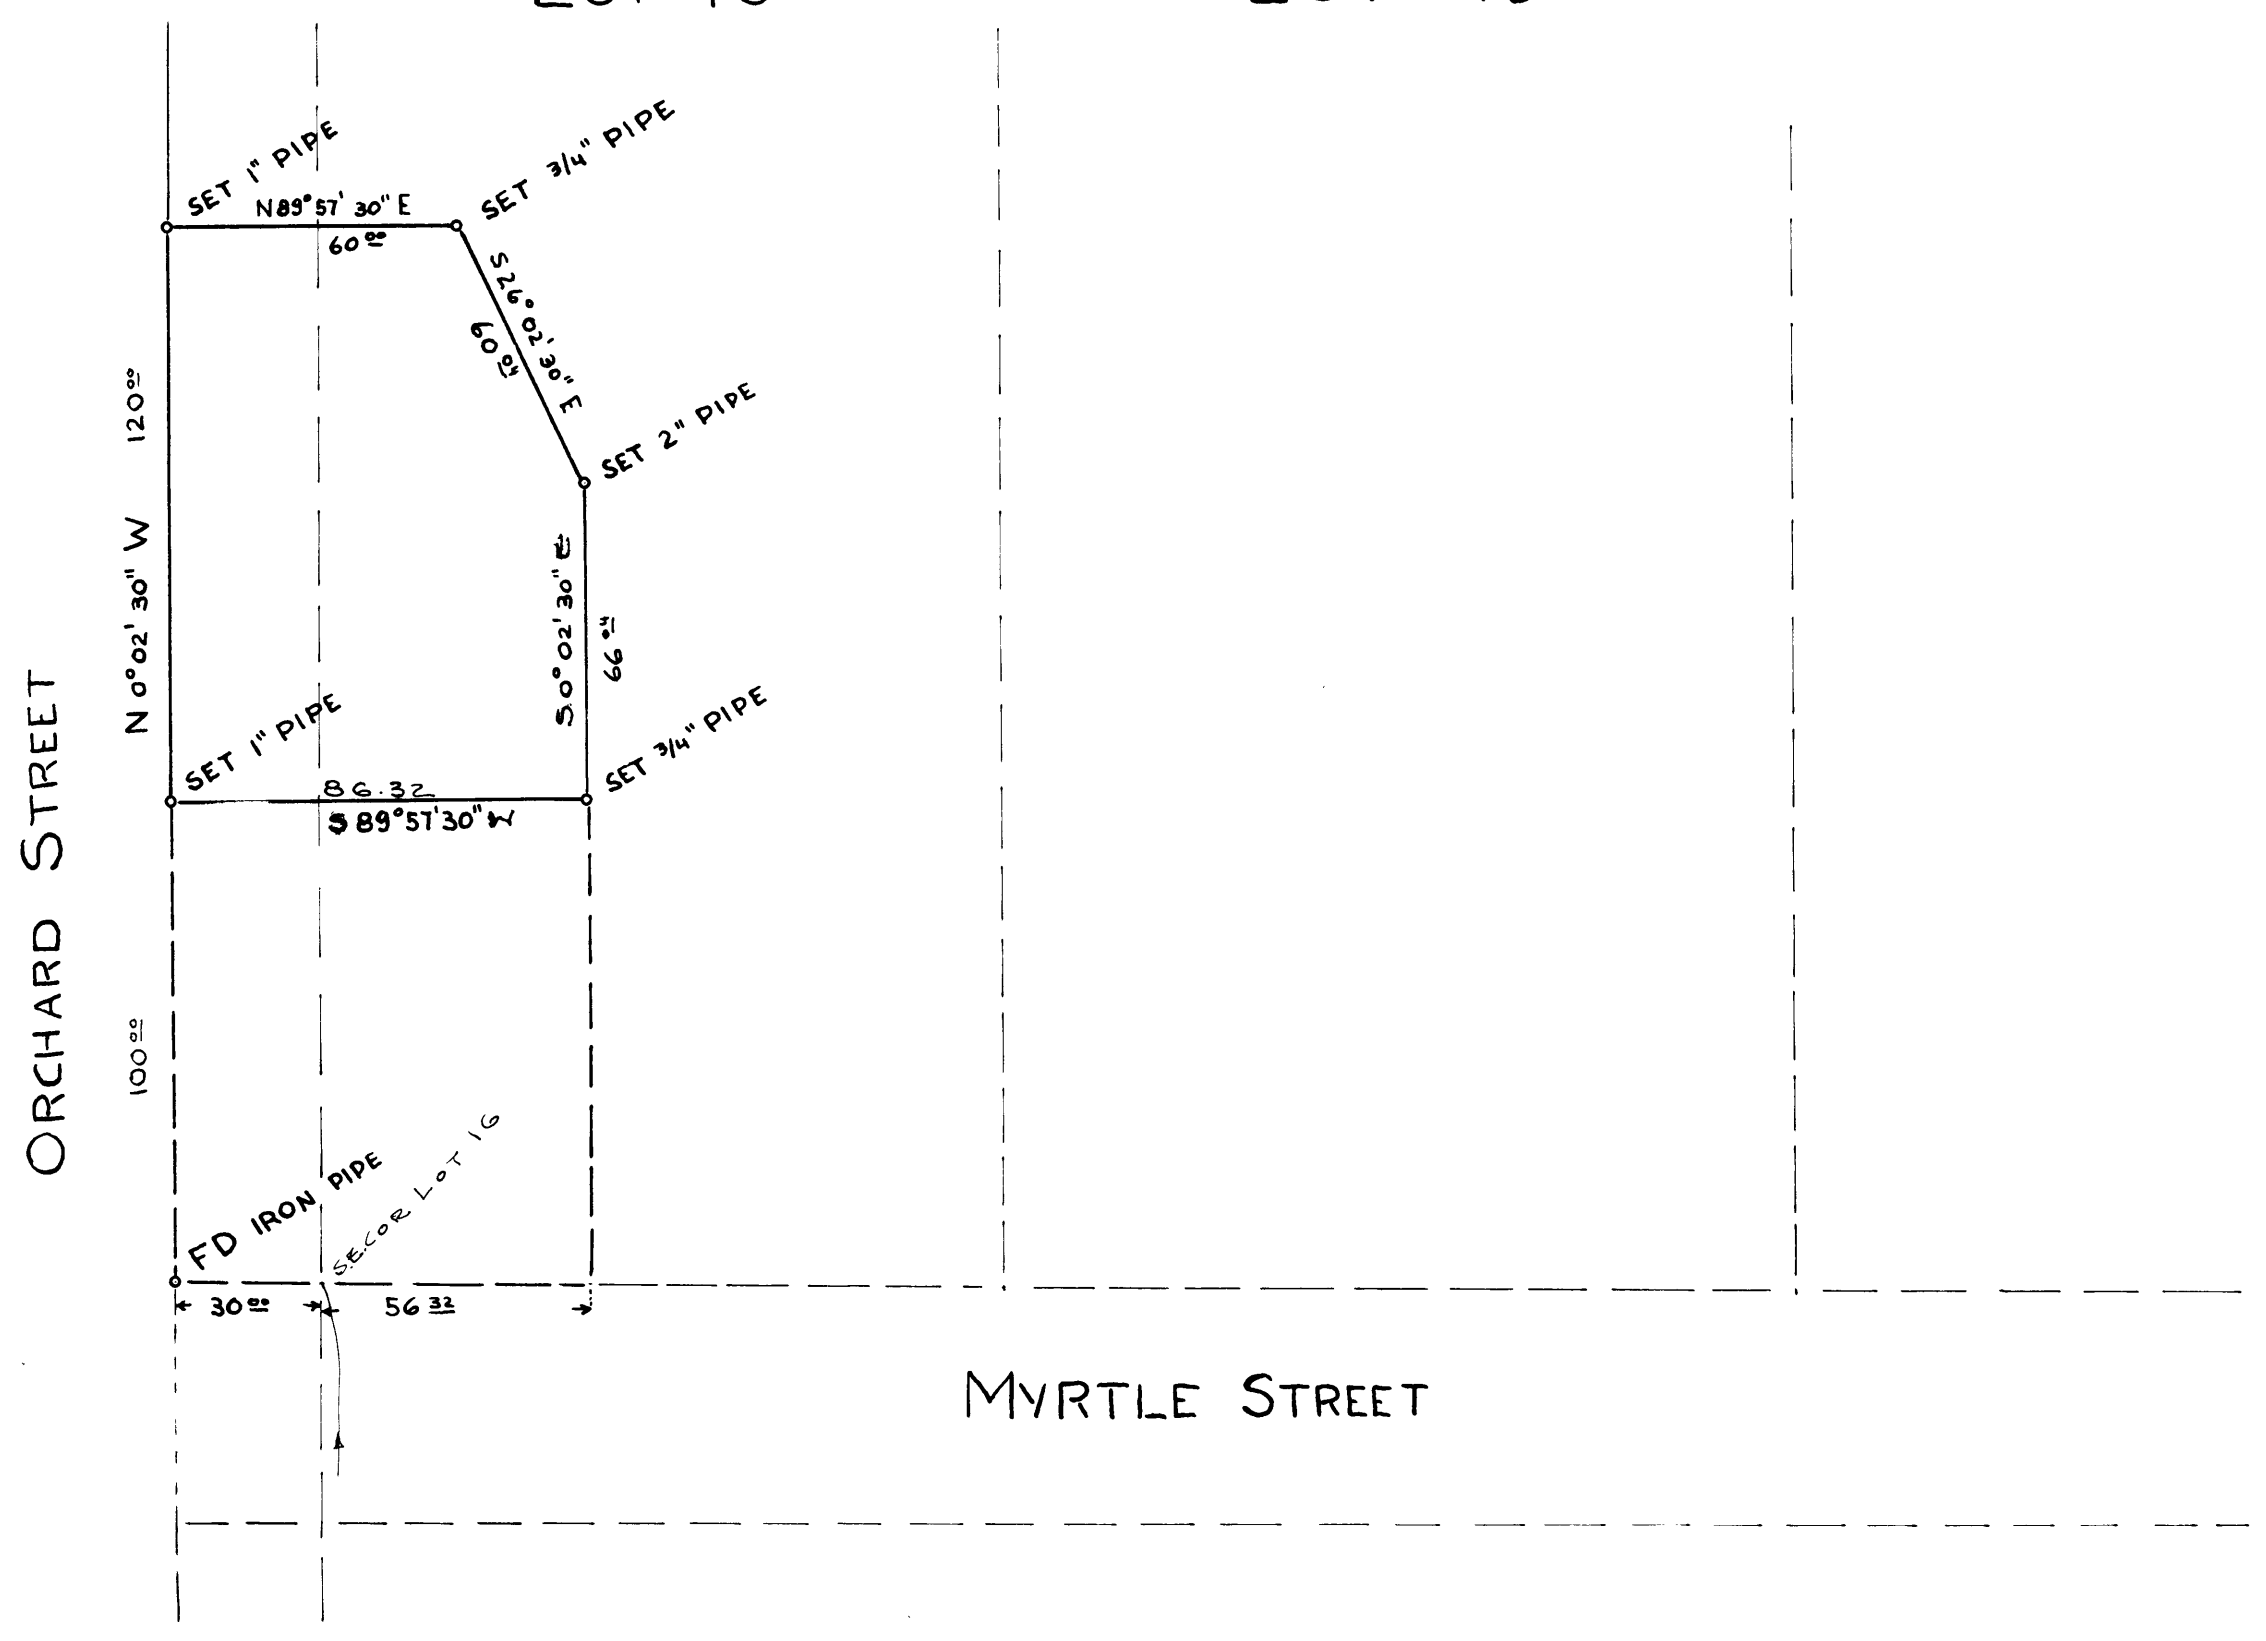 SET 1" PIPE
SET 3/4" PIPE
N89°57'30" E
60 00
S26°02'30" E
60 04
120 00
SET 2" PIPE
N 0°02'30" W
S.0°02'30" E
66 04
SET 1" PIPE
SET 3/4" PIPE
86.32
S 89°57'30" W
ORCHARD STREET
100 00
FD IRON PIPE
S.E. COR LOT 16
30 00
56 32
MYRTLE STREET